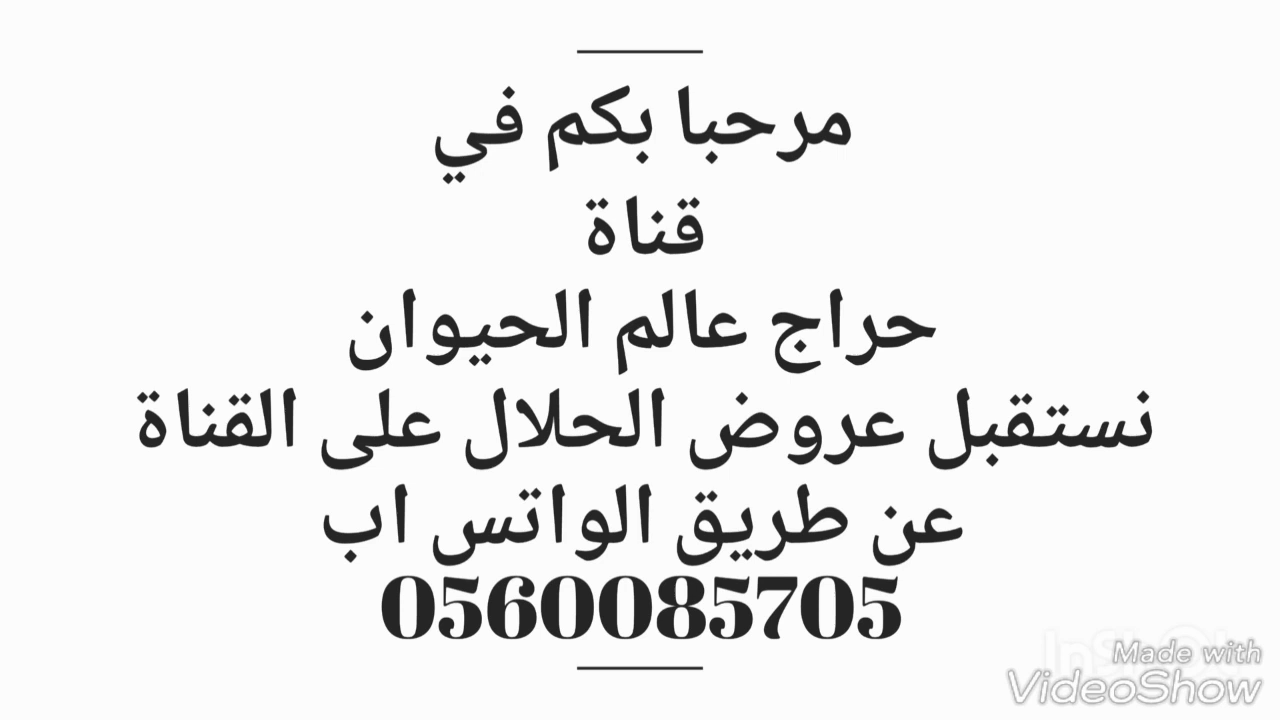 مرحبا بكم في
قناة
حراج عالم الحيوان
نستقبل عروض الحلال على القناة
عن طريق الواتس اب
0560085705
InShot
Made with
VideoShow